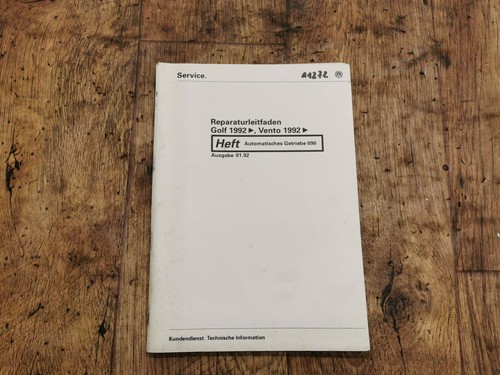 Service. A1272
Reparaturleitfaden
Golf 1992 ►, Vento 1992 ►
Heft Automatisches Getriebe 096
Ausgabe 01.92
Kundendienst. Technische Information